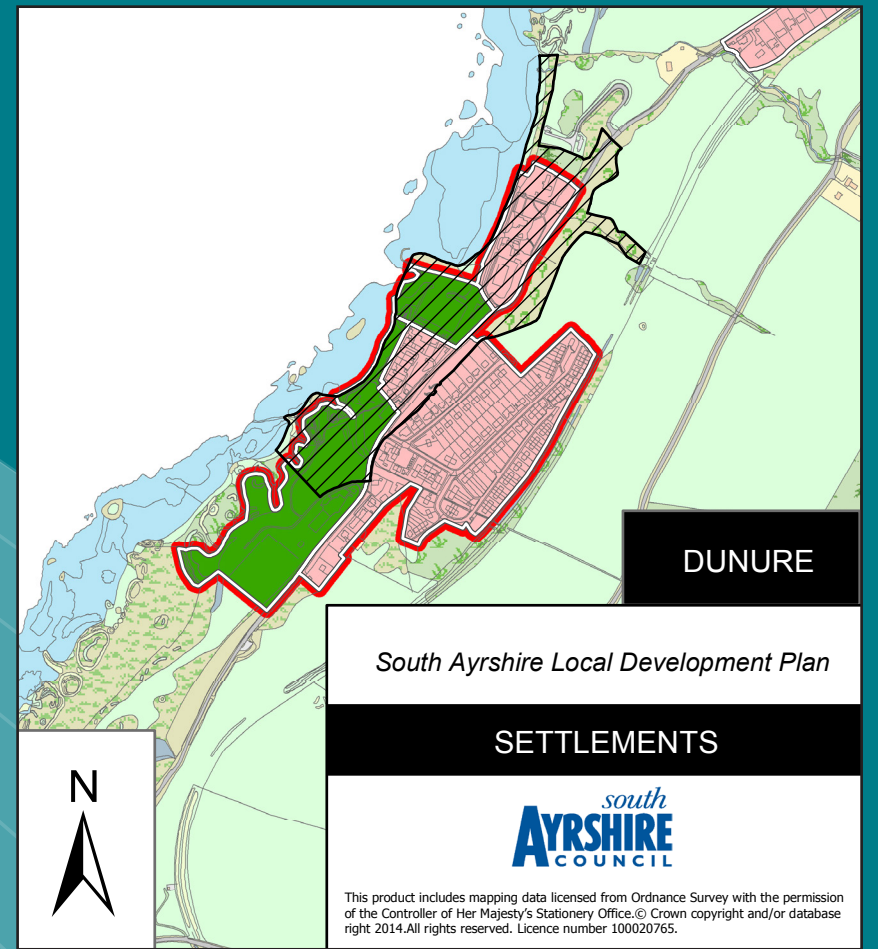 DUNURE
South Ayrshire Local Development Plan
SETTLEMENTS
N
south
AYRSHIRE
COUNCIL
This product includes mapping data licensed from Ordnance Survey with the permission
of the Controller of Her Majesty's Stationery Office.© Crown copyright and/or database
right 2014.All rights reserved. Licence number 100020765.